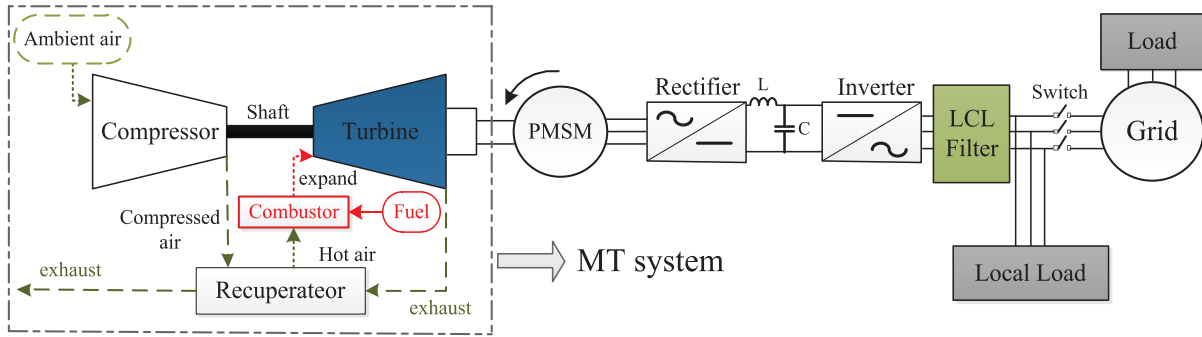 Ambient air
Compressor
Shaft
Turbine
expand
Combustor
Fuel
Compressed
air
Hot air
exhaust
Recuperateor
exhaust
MT system
PMSM
Rectifier
L
C
Inverter
LCL
Filter
Switch
Load
Grid
Local Load